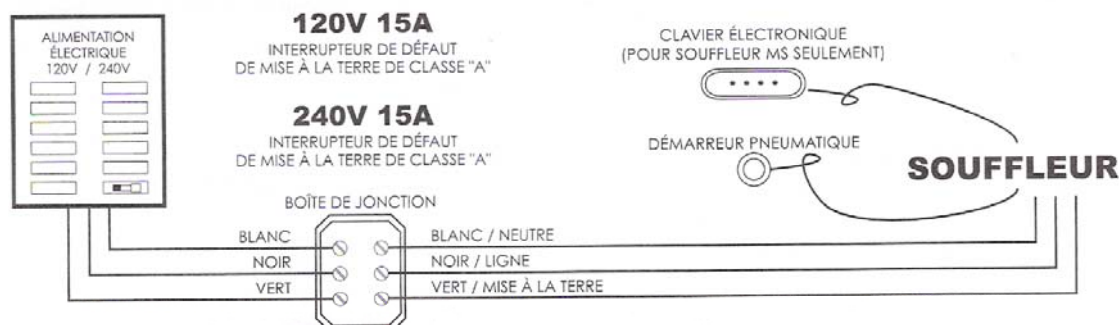 ALIMENTATION
ÉLECTRIQUE
120V / 240V
120V 15A
INTERRUPTEUR DE DÉFAUT
DE MISE À LA TERRE DE CLASSE "A"
240V 15A
INTERRUPTEUR DE DÉFAUT
DE MISE À LA TERRE DE CLASSE "A"
CLAVIER ÉLECTRONIQUE
(POUR SOUFFLEUR MS SEULEMENT)
DÉMARREUR PNEUMATIQUE
SOUFFLEUR
BOÎTE DE JONCTION
BLANC
BLANC / NEUTRE
NOIR
NOIR / LIGNE
VERT
VERT / MISE À LA TERRE